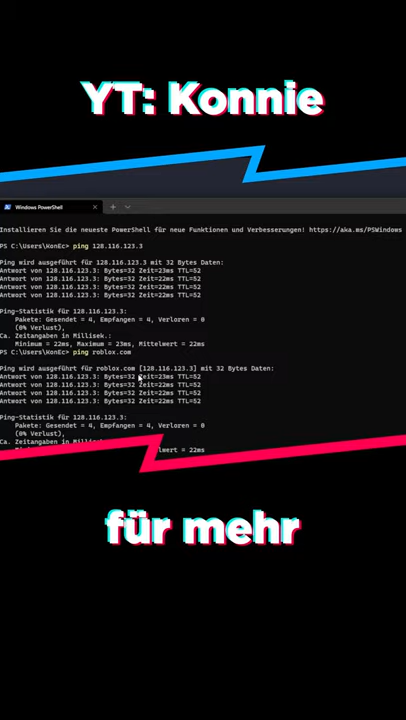 YT: Konnie
Windows PowerShell
Installieren Sie die neueste PowerShell für neue Funktionen und Verbesserungen! https://aka.ms/PSWindows
PS C:\Users\KonEc> ping 128.116.123.3
Ping wird ausgeführt für 128.116.123.3 mit 32 Bytes Daten:
Antwort von 128.116.123.3: Bytes=32 Zeit=23ms TTL=52
Antwort von 128.116.123.3: Bytes=32 Zeit=22ms TTL=52
Antwort von 128.116.123.3: Bytes=32 Zeit=22ms TTL=52
Antwort von 128.116.123.3: Bytes=32 Zeit=22ms TTL=52
Ping-Statistik für 128.116.123.3:
Pakete: Gesendet = 4, Empfangen = 4, Verloren = 0
(0% Verlust),
Ca. Zeitangaben in Millisek.:
Minimum = 22ms, Maximum = 23ms, Mittelwert = 22ms
PS C:\Users\KonEc> ping roblox.com
Ping wird ausgeführt für roblox.com [128.116.123.3] mit 32 Bytes Daten:
Antwort von 128.116.123.3: Bytes=32 Zeit=23ms TTL=52
Antwort von 128.116.123.3: Bytes=32 Zeit=22ms TTL=52
Antwort von 128.116.123.3: Bytes=32 Zeit=22ms TTL=52
Antwort von 128.116.123.3: Bytes=32 Zeit=22ms TTL=52
Ping-Statistik für 128.116.123.3:
Pakete: Gesendet = 4, Empfangen = 4, Verloren = 0
(0% Verlust),
Ca. Zeitangaben in Mil
= 22ms
für mehr